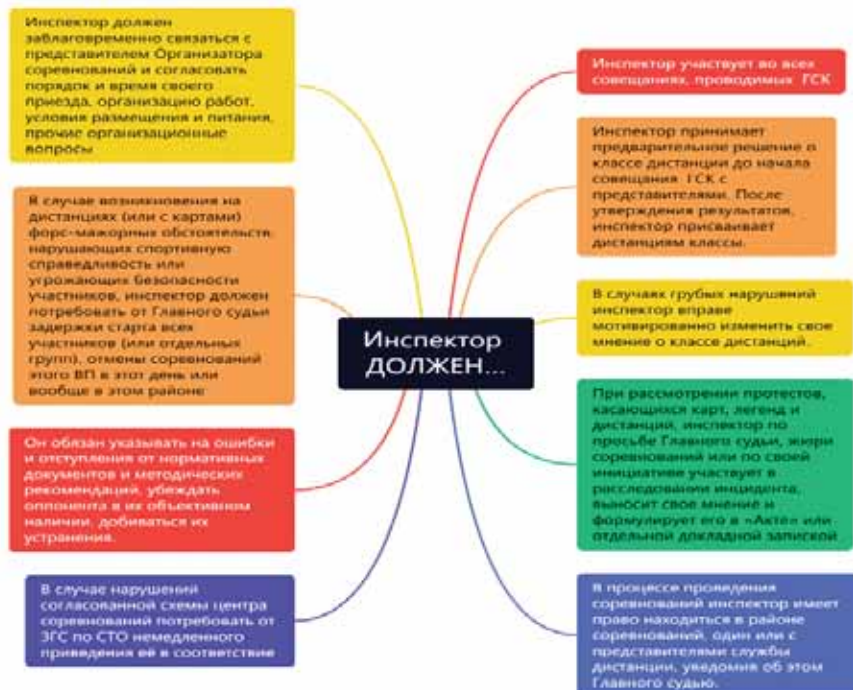 Инспектор должен
заблаговременно связаться с
представителем Организатора
соревнований и согласовать
порядок и время своего
приезда, организацию работ,
условия размещения и питания,
прочие организационные
вопросы
В случае возникновения на
дистанциях (или с картами)
форс-мажорных обстоятельств,
нарушающих спортивную
справедливость или
угрожающих безопасности
участников, инспектор должен
потребовать от Главного судьи
задержки старта всех
участников (или отдельных
групп), отмены соревнований
этого ВП в этот день или
вообще в этом районе
Он обязан указывать на ошибки
и отступления от нормативных
документов и методических
рекомендаций, убеждать
оппонента в их объективном
наличии, добиваться их
устранения.
В случае нарушений
согласованной схемы центра
соревнований потребовать от
ЗГС по СТО немедленного
приведения её в соответствие
Инспектор
ДОЛЖЕН...
Инспектор участвует во всех
совещаниях, проводимых ГСК
Инспектор принимает
предварительное решение о
классе дистанции до начала
совещания ГСК с
представителями. После
утверждения результатов,
инспектор присваивает
дистанциям классы.
В случаях грубых нарушений
инспектор вправе
мотивированно изменить свое
мнение о классе дистанций.
При рассмотрении протестов,
касающихся карт, легенд и
дистанций, инспектор по
просьбе Главного судьи, жюри
соревнований или по своей
инициативе участвует в
расследовании инцидента,
выносит свое мнение и
формулирует его в «Акте» или
отдельной докладной запиской
В процессе проведения
соревнований инспектор имеет
право находиться в районе
соревнований, один или с
представителями службы
дистанции, уведомив об этом
Главного судью.